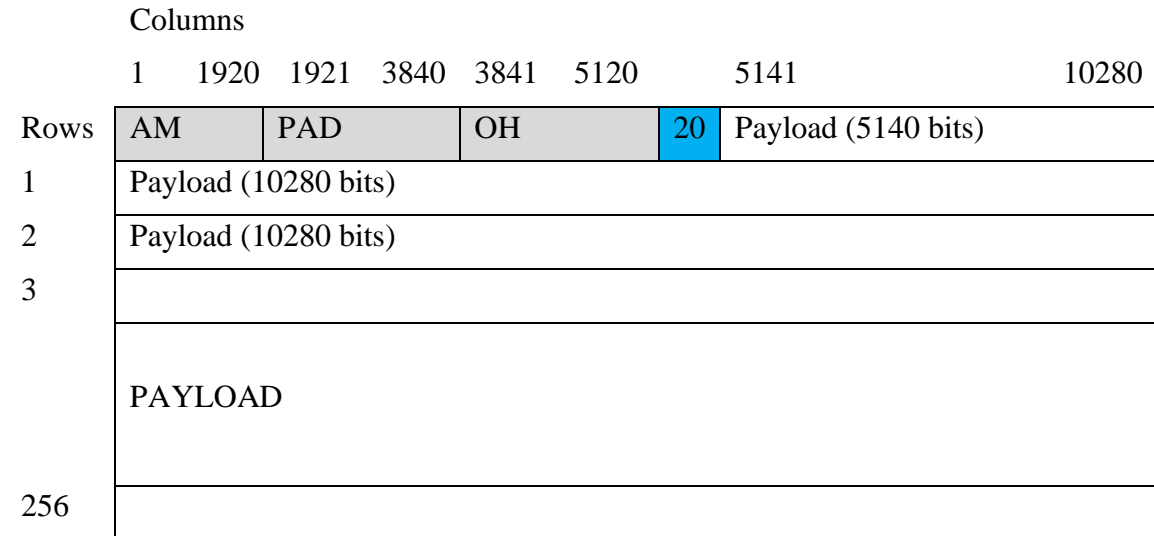 Columns
1 1920 1921 3840 3841 5120 5141 10280
Rows AM PAD OH 20 Payload (5140 bits)
1 Payload (10280 bits)
2 Payload (10280 bits)
3
PAYLOAD
256